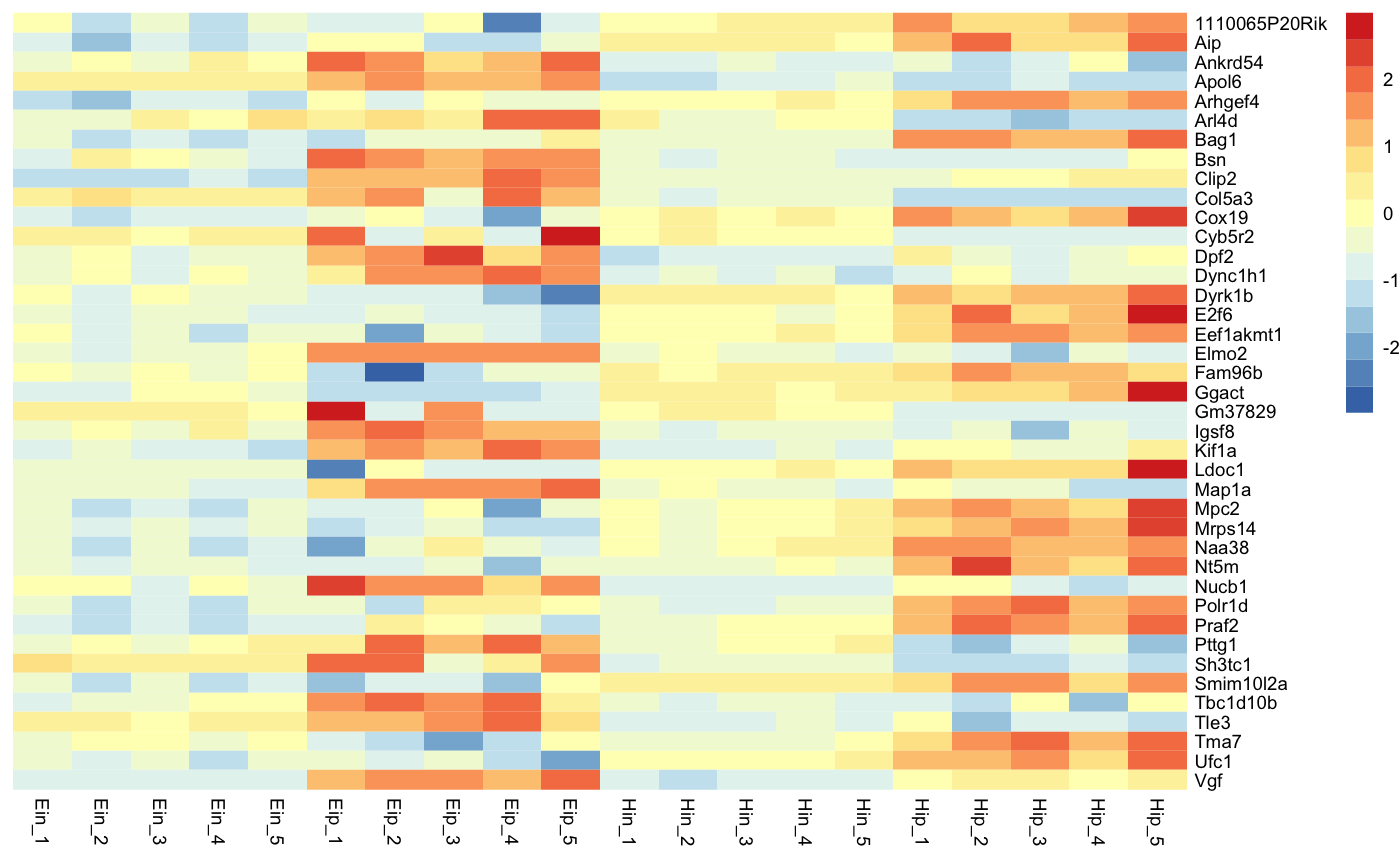 1110065P20Rik
Aip
Ankrd54
Apol6
Arhgef4
Arl4d
Bag1
Bsn
Clip2
Col5a3
Cox19
Cyb5r2
Dpf2
Dync1h1
Dyrk1b
E2f6
Eef1akmt1
Elmo2
Fam96b
Ggact
Gm37829
Igsf8
Kif1a
Ldoc1
Map1a
Mpc2
Mrps14
Naa38
Nt5m
Nucb1
Polr1d
Praf2
Pttg1
Sh3tc1
Smim10l2a
Tbc1d10b
Tle3
Tma7
Ufc1
Vgf
2
1
0
-1
-2
Ein_1
Ein_2
Ein_3
Ein_4
Ein_5
Eip_1
Eip_2
Eip_3
Eip_4
Eip_5
Hin_1
Hin_2
Hin_3
Hin_4
Hin_5
Hip_1
Hip_2
Hip_3
Hip_4
Hip_5